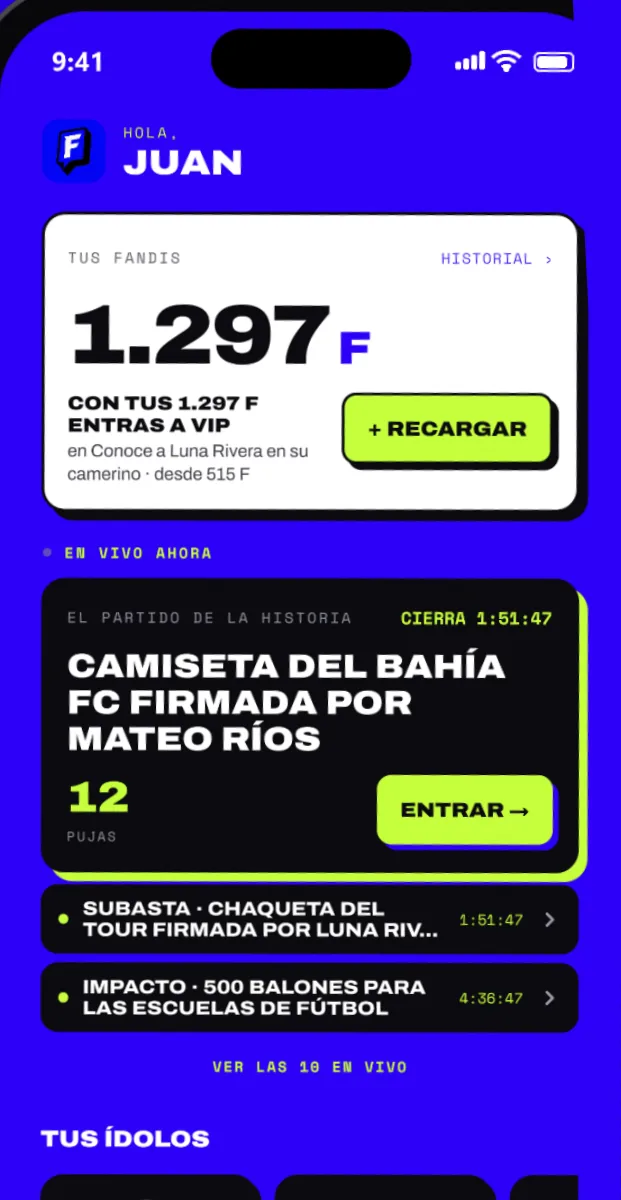 9:41
F
HOLA,
JUAN
TUS FANDIS
HISTORIAL ›
1.297 F
CON TUS 1.297 F
ENTRAS A VIP
en Conoce a Luna Rivera en su
camerino · desde 515 F
+ RECARGAR
EN VIVO AHORA
EL PARTIDO DE LA HISTORIA
CIERRA 1:51:47
CAMISETA DEL BAHÍA
FC FIRMADA POR
MATEO RÍOS
12
PUJAS
ENTRAR →
SUBASTA · CHAQUETA DEL
TOUR FIRMADA POR LUNA RIV...
1:51:47
IMPACTO · 500 BALONES PARA
LAS ESCUELAS DE FÚTBOL
4:36:47
VER LAS 10 EN VIVO
TUS ÍDOLOS